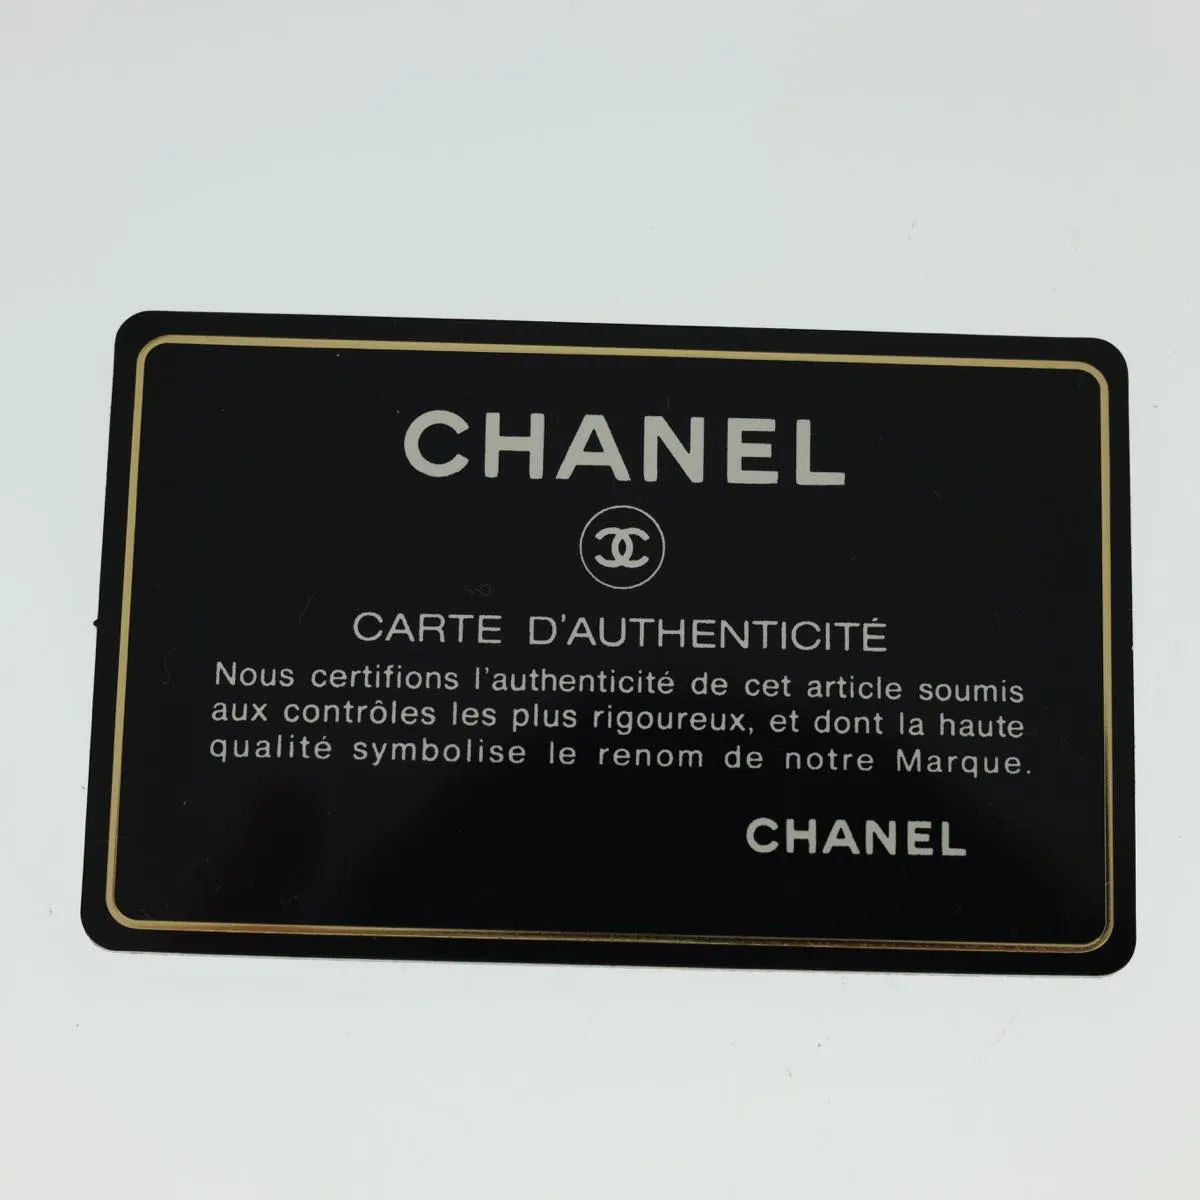 CHANEL
CARTE D'AUTHENTICITÉ
Nous certifions l'authenticité de cet article soumis
aux contrôles les plus rigoureux, et dont la haute
qualité symbolise le renom de notre Marque.
CHANEL